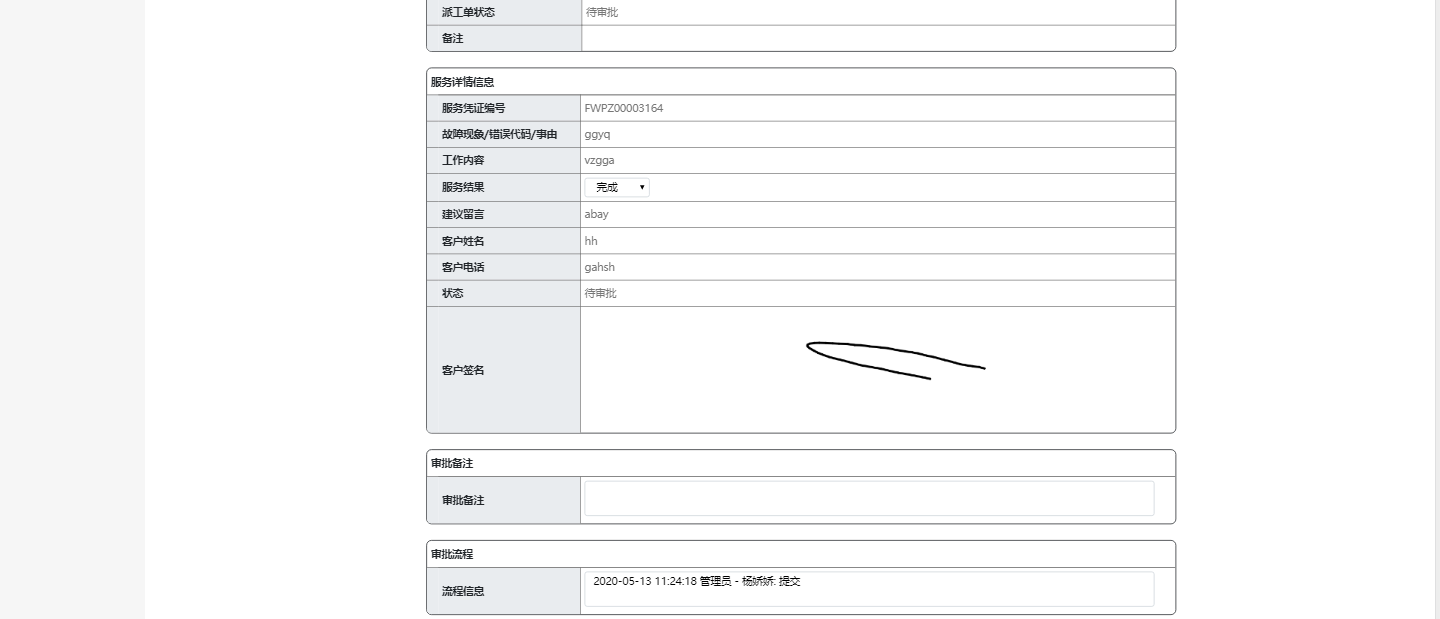 派工单状态 待审批
备注
服务详情信息
服务凭证编号 FWPZ00003164
故障现象/错误代码/事由 ggyq
工作内容 vzgga
服务结果 完成
建议留言 abay
客户姓名 hh
客户电话 gahsh
状态 待审批
客户签名
审批备注
审批备注
审批流程
流程信息 2020-05-13 11:24:18 管理员 - 杨娇娇: 提交